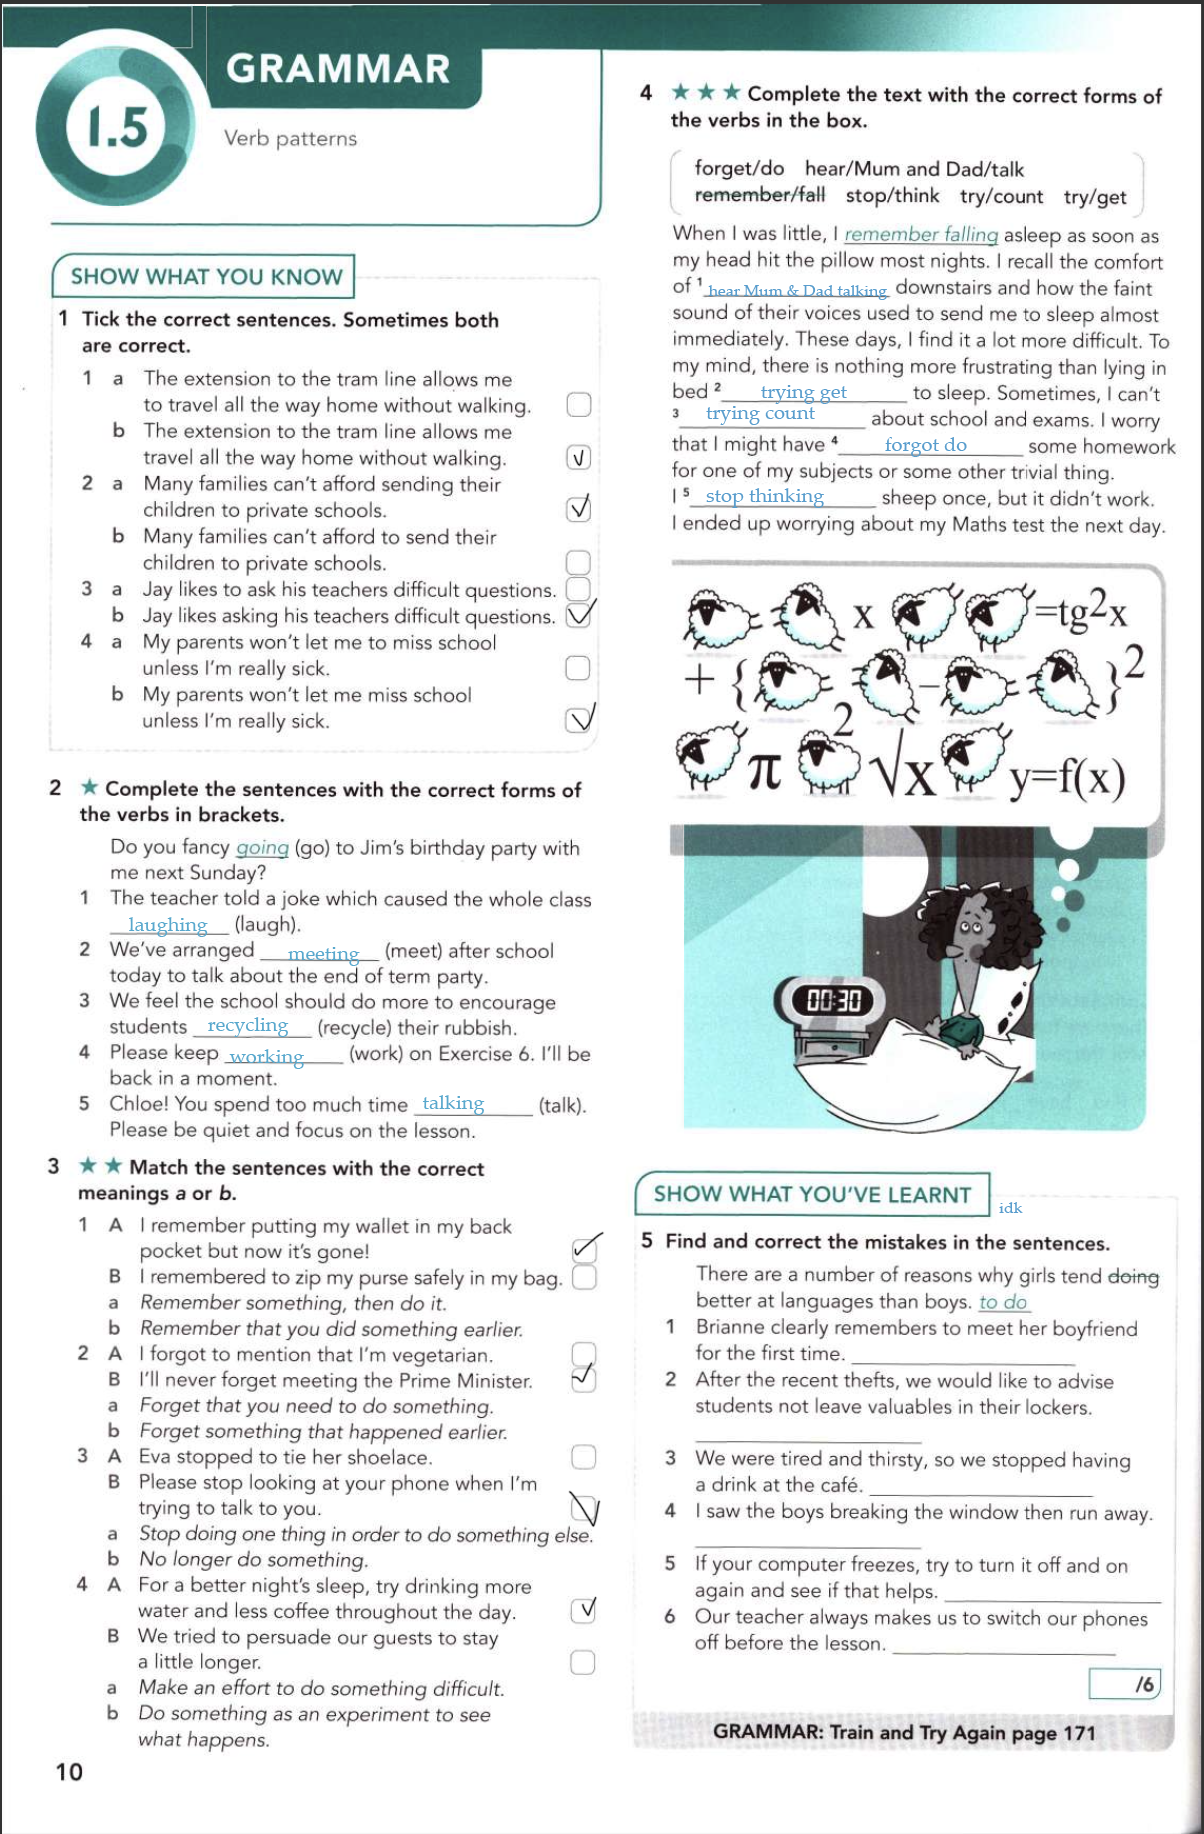 GRAMMAR
1.5
Verb patterns
SHOW WHAT YOU KNOW
1 Tick the correct sentences. Sometimes both
are correct.
1 a The extension to the tram line allows me
to travel all the way home without walking.
b The extension to the tram line allows me
travel all the way home without walking. √
2 a Many families can't afford sending their
children to private schools. √
b Many families can't afford to send their
children to private schools.
3 a Jay likes to ask his teachers difficult questions.
b Jay likes asking his teachers difficult questions. √
4 a My parents won't let me to miss school
unless I'm really sick.
b My parents won't let me miss school
unless I'm really sick. √
2 ★ Complete the sentences with the correct forms of
the verbs in brackets.
Do you fancy going (go) to Jim's birthday party with
me next Sunday?
1 The teacher told a joke which caused the whole class
laughing (laugh).
2 We've arranged meeting (meet) after school
today to talk about the end of term party.
3 We feel the school should do more to encourage
students recycling (recycle) their rubbish.
4 Please keep working (work) on Exercise 6. I'll be
back in a moment.
5 Chloe! You spend too much time talking (talk).
Please be quiet and focus on the lesson.
3 ★ ★ Match the sentences with the correct
meanings a or b.
1 A I remember putting my wallet in my back
pocket but now it's gone! √
B I remembered to zip my purse safely in my bag.
a Remember something, then do it.
b Remember that you did something earlier.
2 A I forgot to mention that I'm vegetarian.
B I'll never forget meeting the Prime Minister. √
a Forget that you need to do something.
b Forget something that happened earlier.
3 A Eva stopped to tie her shoelace.
B Please stop looking at your phone when I'm
trying to talk to you. √
a Stop doing one thing in order to do something else.
b No longer do something.
4 A For a better night's sleep, try drinking more
water and less coffee throughout the day. √
B We tried to persuade our guests to stay
a little longer.
a Make an effort to do something difficult.
b Do something as an experiment to see
what happens.
10
4 ★ ★ ★ Complete the text with the correct forms of
the verbs in the box.
forget/do hear/Mum and Dad/talk
remember/fall stop/think try/count try/get
When I was little, I remember falling asleep as soon as
my head hit the pillow most nights. I recall the comfort
of 1 hear Mum & Dad talking downstairs and how the faint
sound of their voices used to send me to sleep almost
immediately. These days, I find it a lot more difficult. To
my mind, there is nothing more frustrating than lying in
bed 2 trying get to sleep. Sometimes, I can't
3 trying count about school and exams. I worry
that I might have 4 forgot do some homework
for one of my subjects or some other trivial thing.
I 5 stop thinking sheep once, but it didn't work.
I ended up worrying about my Maths test the next day.
x =tg2x
+ { – }2
π 2 √x y=f(x)
00:30
SHOW WHAT YOU'VE LEARNT
idk
5 Find and correct the mistakes in the sentences.
There are a number of reasons why girls tend doing
better at languages than boys. to do
1 Brianne clearly remembers to meet her boyfriend
for the first time.
2 After the recent thefts, we would like to advise
students not leave valuables in their lockers.
3 We were tired and thirsty, so we stopped having
a drink at the café.
4 I saw the boys breaking the window then run away.
5 If your computer freezes, try to turn it off and on
again and see if that helps.
6 Our teacher always makes us to switch our phones
off before the lesson.
/6
GRAMMAR: Train and Try Again page 171